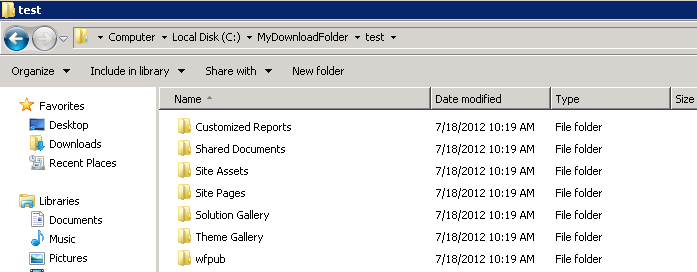 test
Computer Local Disk (C:) MyDownloadFolder test
Organize Include in library Share with New folder
Favorites
Desktop
Downloads
Recent Places
Libraries
Documents
Music
Pictures
Name Date modified Type Size
Customized Reports 7/18/2012 10:19 AM File folder
Shared Documents 7/18/2012 10:19 AM File folder
Site Assets 7/18/2012 10:19 AM File folder
Site Pages 7/18/2012 10:19 AM File folder
Solution Gallery 7/18/2012 10:19 AM File folder
Theme Gallery 7/18/2012 10:19 AM File folder
wfpub 7/18/2012 10:19 AM File folder